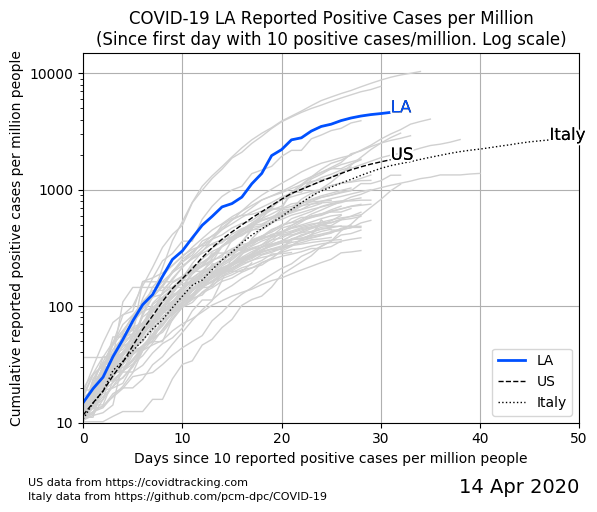 COVID-19 LA Reported Positive Cases per Million
(Since first day with 10 positive cases/million. Log scale)
Cumulative reported positive cases per million people
10000
1000
100
10
LA
US
Italy
LA
US
Italy
0 10 20 30 40 50
Days since 10 reported positive cases per million people
US data from https://covidtracking.com
Italy data from https://github.com/pcm-dpc/COVID-19
14 Apr 2020